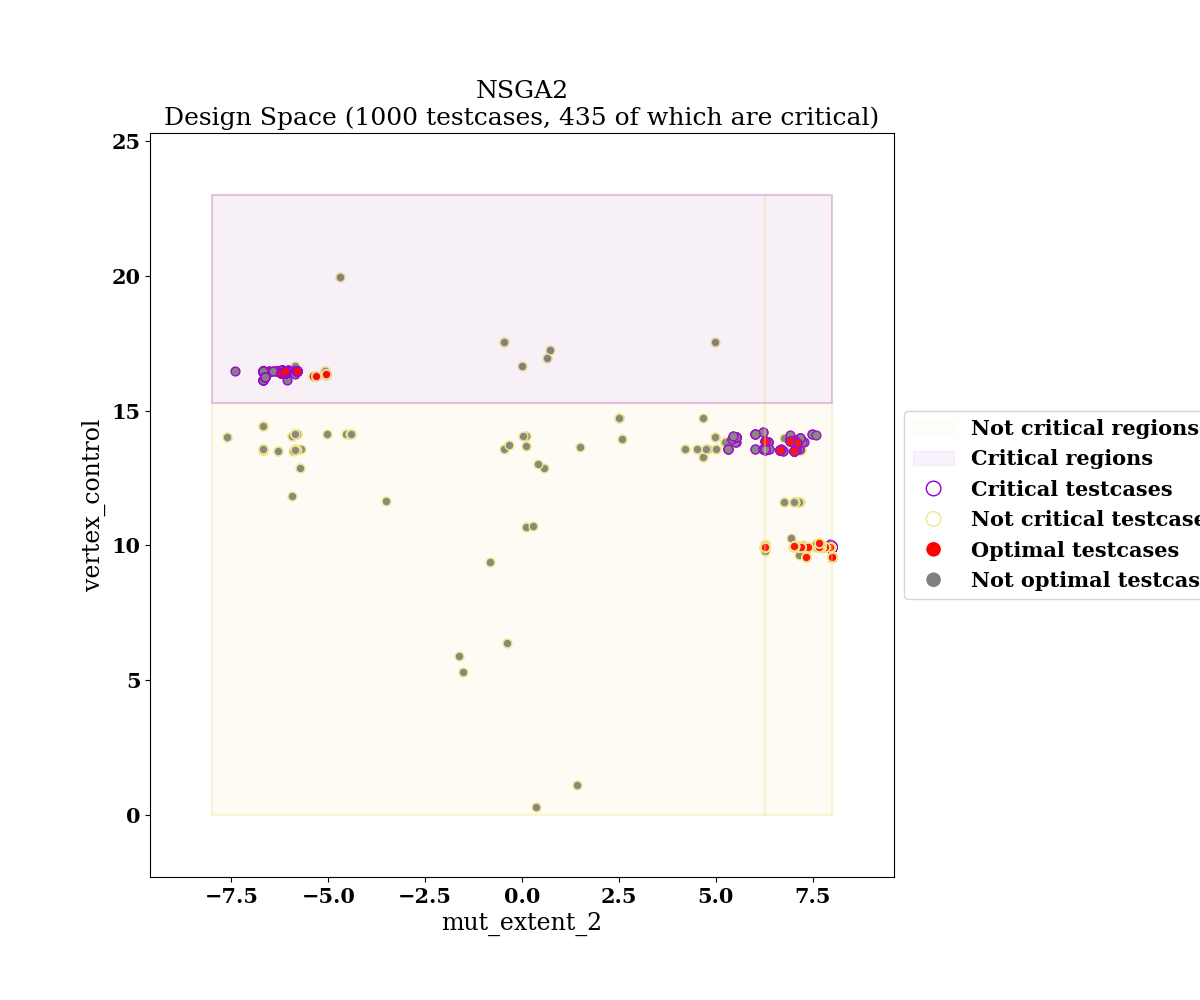 NSGA2
Design Space (1000 testcases, 435 of which are critical)
25
20
15
10
5
0
vertex_control
−7.5
−5.0
−2.5
0.0
2.5
5.0
7.5
mut_extent_2
Not critical regions
Critical regions
Critical testcases
Not critical testcase
Optimal testcases
Not optimal testcas